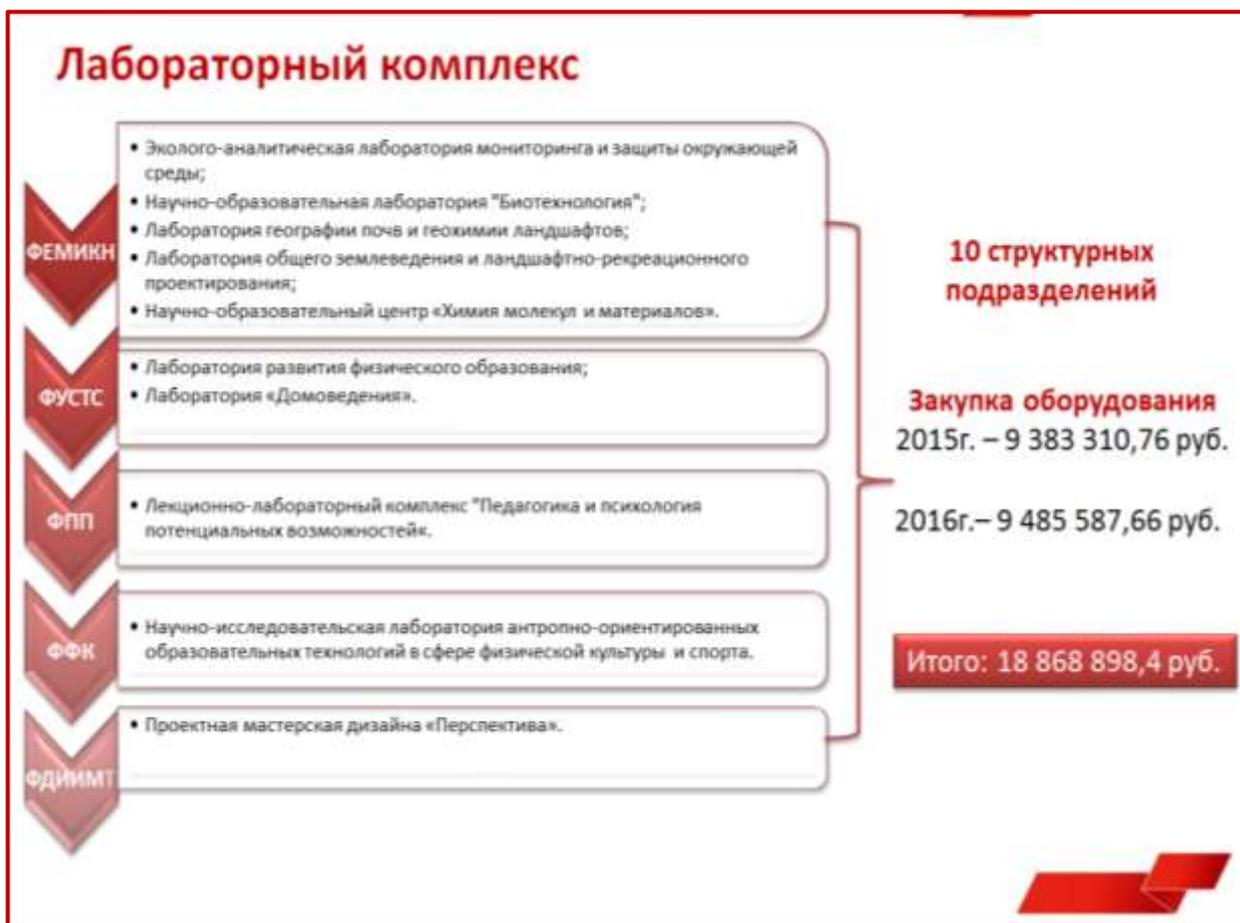 Лабораторный комплекс
ФЕМИКН
• Эколого-аналитическая лаборатория мониторинга и защиты окружающей
среды;
• Научно-образовательная лаборатория "Биотехнология";
• Лаборатория географии почв и геохимии ландшафтов;
• Лаборатория общего землеведения и ландшафтно-рекреационного
проектирования;
• Научно-образовательный центр «Химия молекул и материалов».
ФУСТС
• Лаборатория развития физического образования;
• Лаборатория «Домоведения».
ФПП
• Лекционно-лабораторный комплекс "Педагогика и психология
потенциальных возможностей«.
ФФК
• Научно-исследовательская лаборатория антропно-ориентированных
образовательных технологий в сфере физической культуры и спорта.
ФДИИМТ
• Проектная мастерская дизайна «Перспектива».
10 структурных
подразделений
Закупка оборудования
2015г. – 9 383 310,76 руб.
2016г.– 9 485 587,66 руб.
Итого: 18 868 898,4 руб.